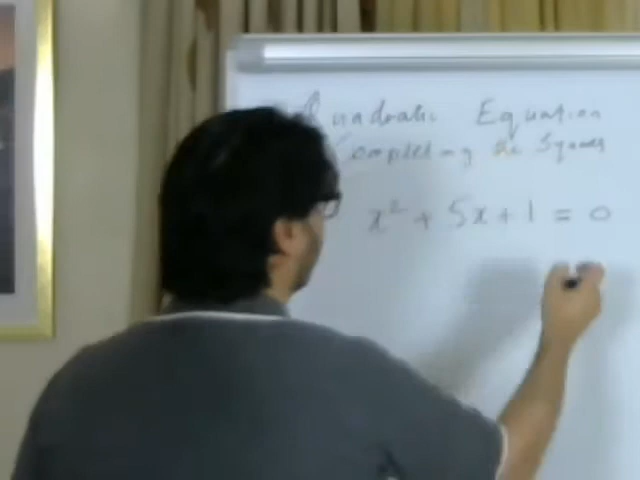 Quadratic Equation
Completing the Square
x² + 5x + 1 = 0